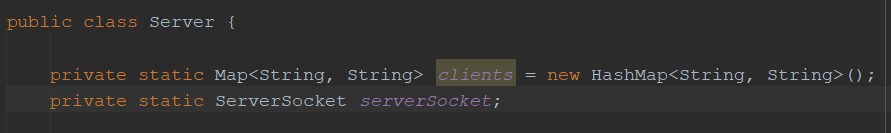 public class Server {
private static Map<String, String> clients = new HashMap<String, String>();
private static ServerSocket serverSocket;